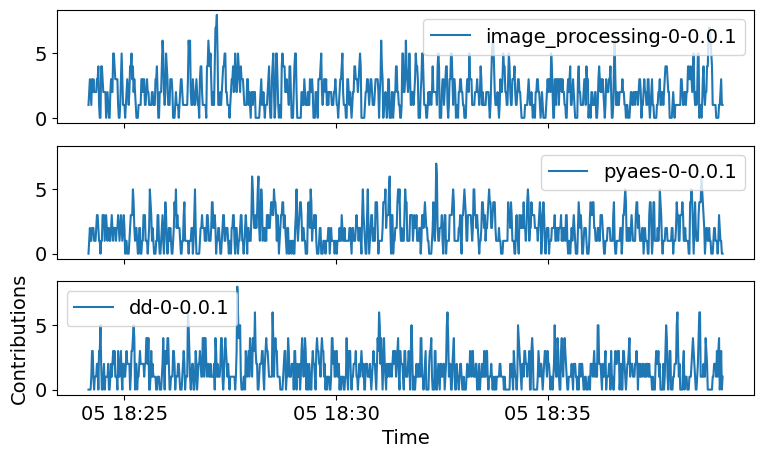 image_processing-0-0.0.1
5
0
pyaes-0-0.0.1
5
0
dd-0-0.0.1
5
0
Contributions
05 18:25 05 18:30 05 18:35
Time